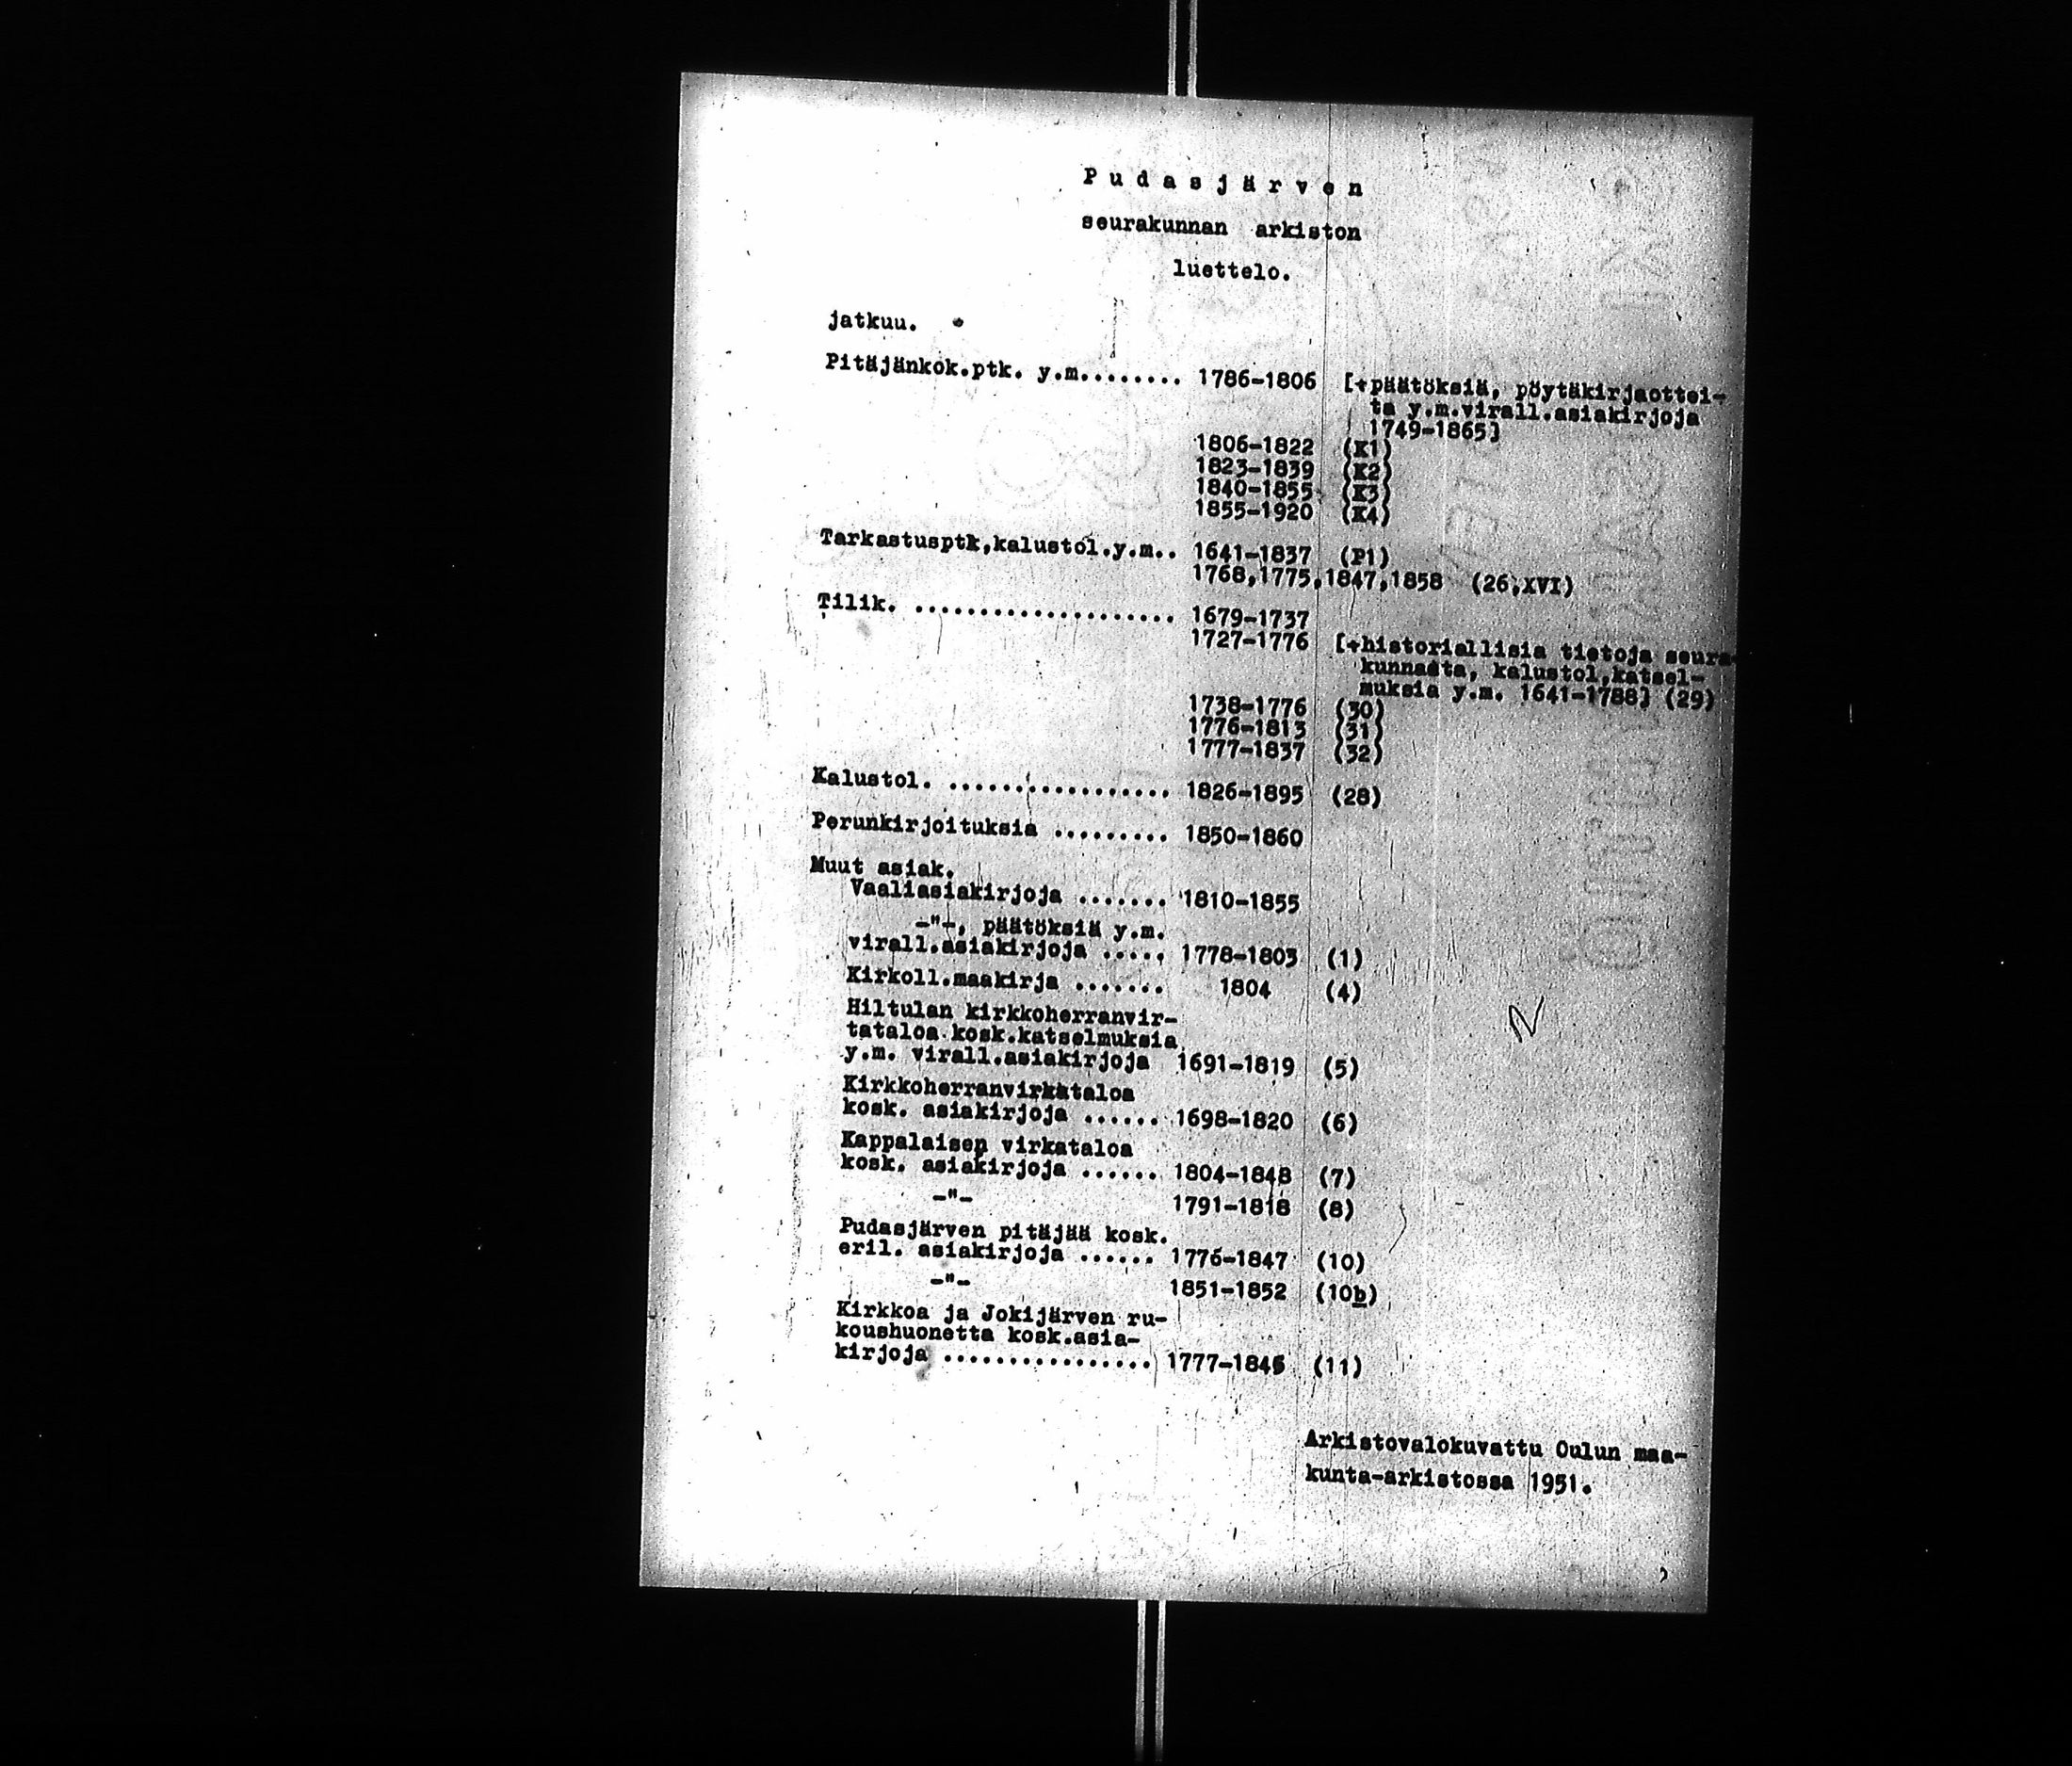 P u d a s j ä r v e n
seurakunnan arkiston
luettelo.
jatkuu.
Pitäjänkok.ptk. y.m........ 1786-1806 [+päätöksiä, pöytäkirjaottei-
ta y.m.virall.asiakirjoja
1749-1865]
1806-1822 (K1)
1823-1839 (K2)
1840-1855 (K3)
1855-1920 (K4)
Tarkastusptk,kalustol.y.m.. 1641-1837 (P1)
1768,1775,1847,1858 (26,XVI)
Tilik. .................... 1679-1737
1727-1776 [+historiallisia tietoja seura-
kunnasta, kalustol,katsel-
muksia y.m. 1641-1788] (29)
1738-1776 (30)
1776-1813 (31)
1777-1837 (32)
Kalustol. ................. 1826-1895 (28)
Perunkirjoituksia ......... 1850-1860
Muut asiak.
Vaaliasiakirjoja ....... 1810-1855
-"-, päätöksiä y.m.
virall.asiakirjoja ..... 1778-1803 (1)
Kirkoll.maakirja ....... 1804 (4)
Hiltulan kirkkoherranvir-
tataloa kosk.katselmuksia
y.m. virall.asiakirjoja 1691-1819 (5)
Kirkkoherranvirkataloa
kosk. asiakirjoja ...... 1698-1820 (6)
Kappalaisen virkataloa
kosk. asiakirjoja ...... 1804-1848 (7)
-"- 1791-1818 (8)
Pudasjärven pitäjää kosk.
eril. asiakirjoja ...... 1776-1847 (10)
-"- 1851-1852 (10b)
Kirkkoa ja Jokijärven ru-
koushuonetta kosk.asia-
kirjoja ................ 1777-1846 (11)
Arkistovalokuvattu Oulun maa-
kunta-arkistossa 1951.